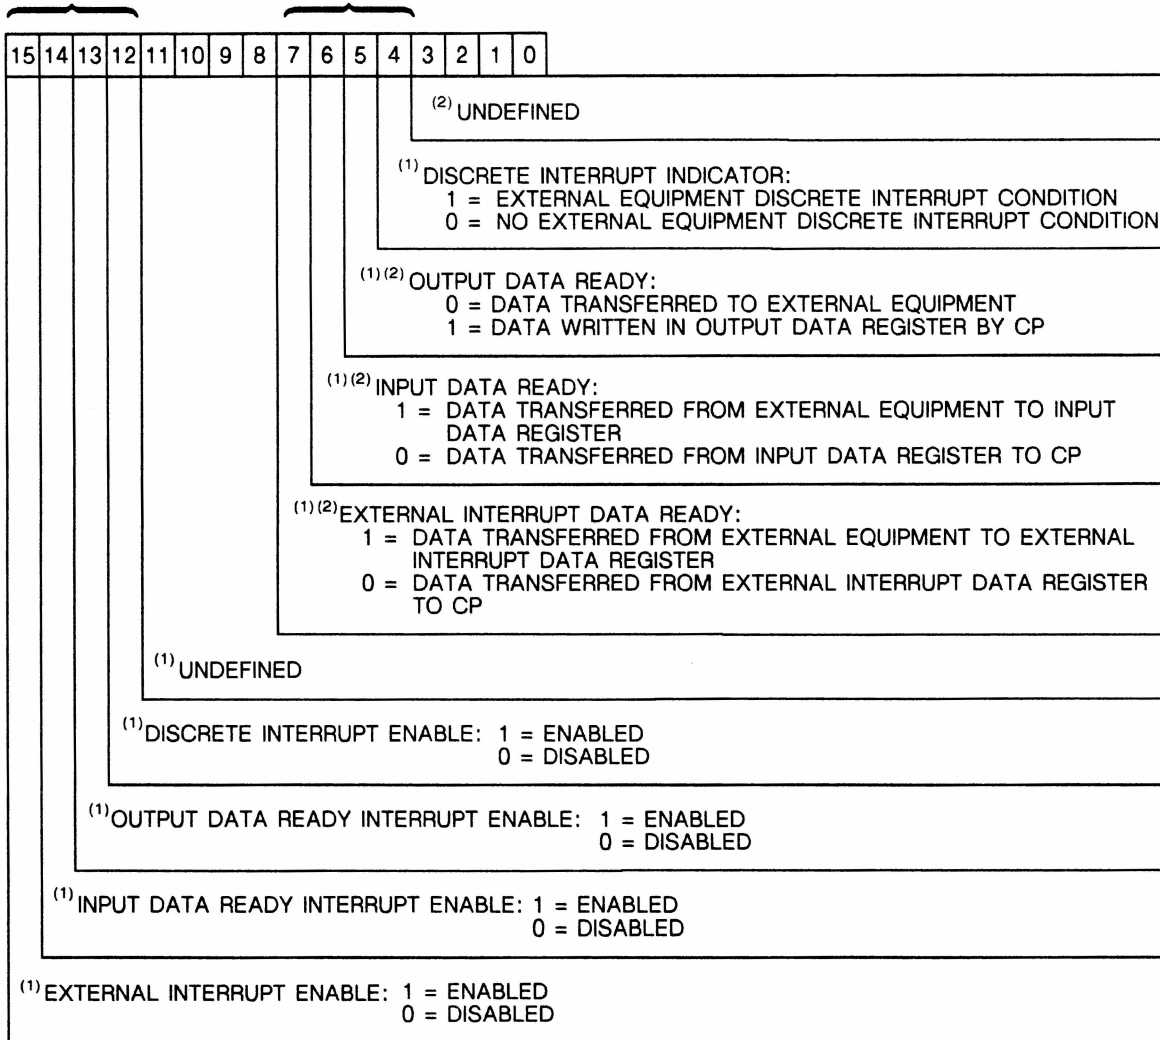 15 14 13 12 11 10 9 8 7 6 5 4 3 2 1 0
(2) UNDEFINED
(1) DISCRETE INTERRUPT INDICATOR:
1 = EXTERNAL EQUIPMENT DISCRETE INTERRUPT CONDITION
0 = NO EXTERNAL EQUIPMENT DISCRETE INTERRUPT CONDITION
(1)(2) OUTPUT DATA READY:
0 = DATA TRANSFERRED TO EXTERNAL EQUIPMENT
1 = DATA WRITTEN IN OUTPUT DATA REGISTER BY CP
(1)(2) INPUT DATA READY:
1 = DATA TRANSFERRED FROM EXTERNAL EQUIPMENT TO INPUT
DATA REGISTER
0 = DATA TRANSFERRED FROM INPUT DATA REGISTER TO CP
(1)(2) EXTERNAL INTERRUPT DATA READY:
1 = DATA TRANSFERRED FROM EXTERNAL EQUIPMENT TO EXTERNAL
INTERRUPT DATA REGISTER
0 = DATA TRANSFERRED FROM EXTERNAL INTERRUPT DATA REGISTER
TO CP
(1) UNDEFINED
(1) DISCRETE INTERRUPT ENABLE: 1 = ENABLED
0 = DISABLED
(1) OUTPUT DATA READY INTERRUPT ENABLE: 1 = ENABLED
0 = DISABLED
(1) INPUT DATA READY INTERRUPT ENABLE: 1 = ENABLED
0 = DISABLED
(1) EXTERNAL INTERRUPT ENABLE: 1 = ENABLED
0 = DISABLED